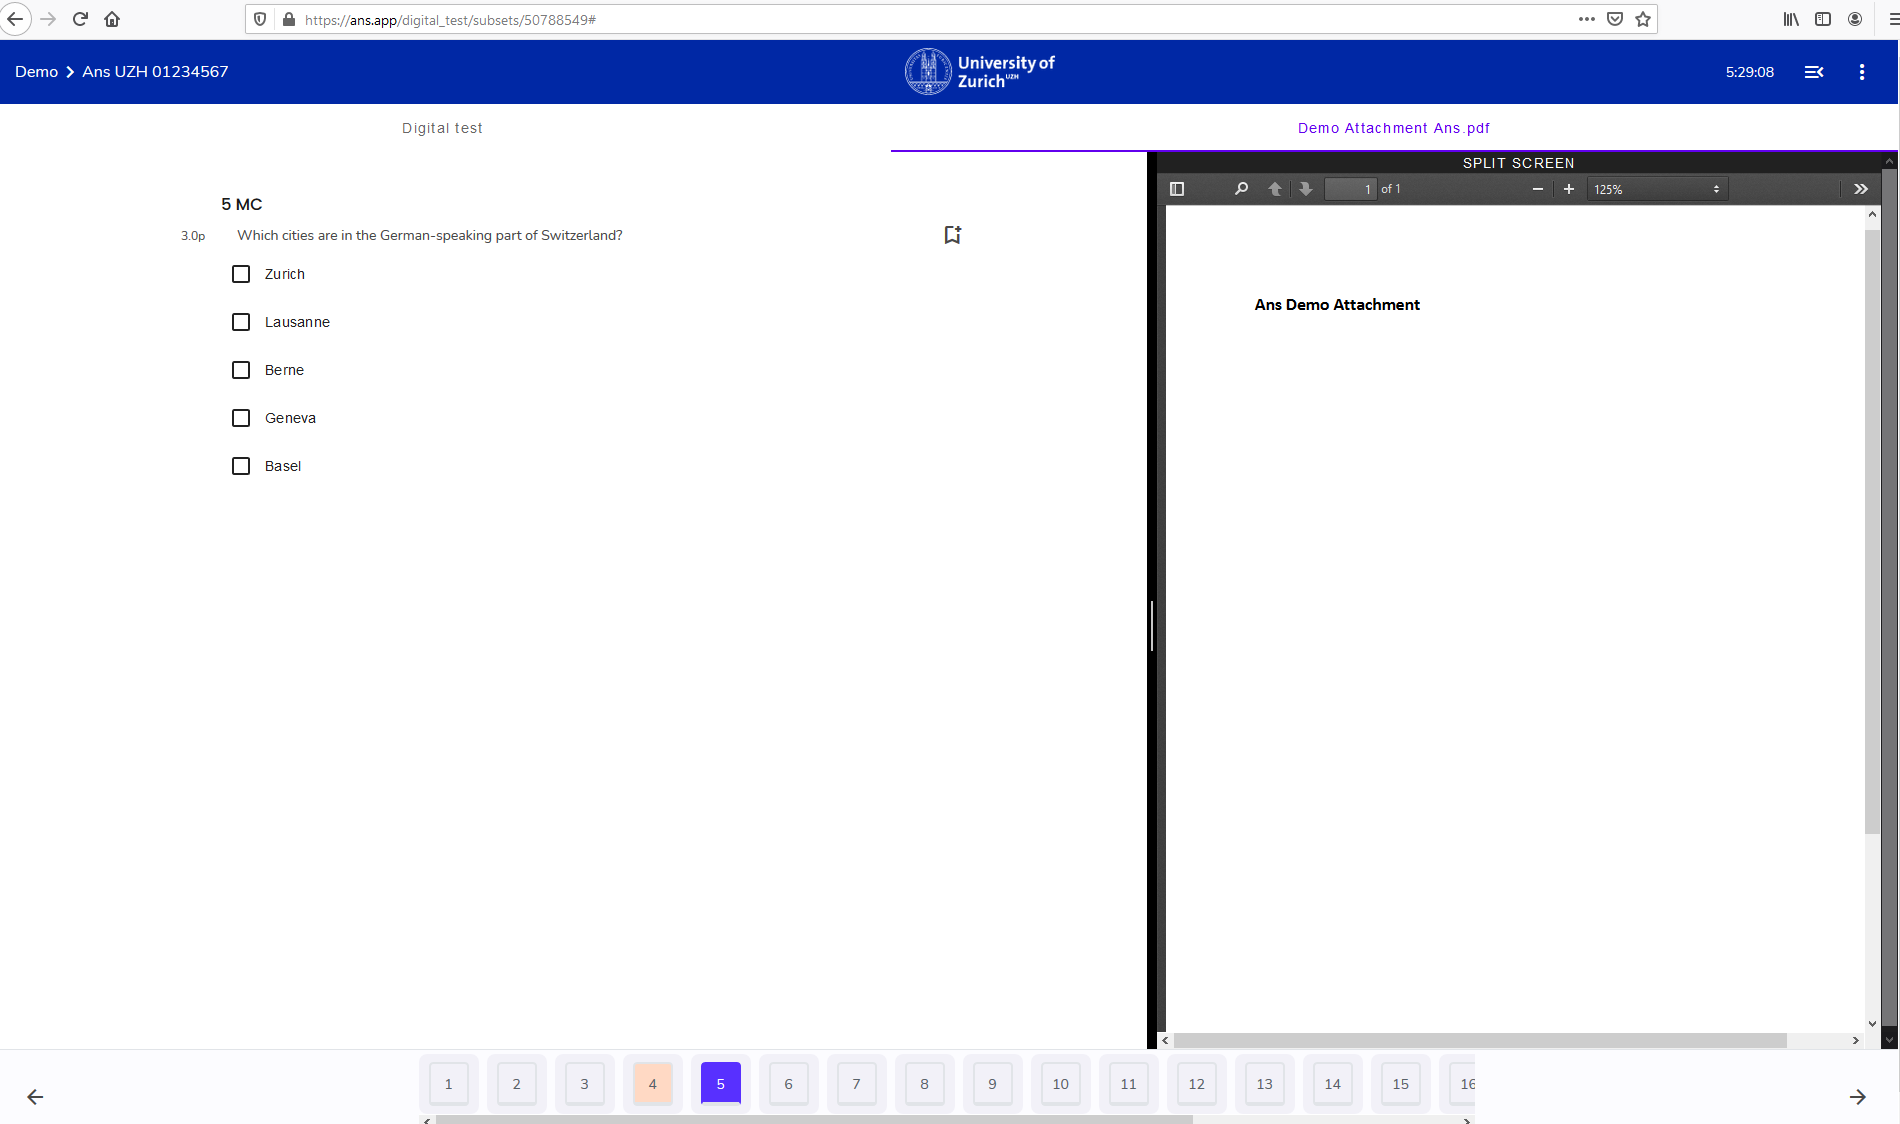 https://ans.app/digital_test/subsets/50788549#
Demo > Ans UZH 01234567
University of
Zurich UZH
5:29:08
Digital test
Demo Attachment Ans.pdf
SPLIT SCREEN
1 of 1
125%
5 MC
3.0p Which cities are in the German-speaking part of Switzerland?
Zurich
Lausanne
Berne
Geneva
Basel
Ans Demo Attachment
1 2 3 4 5 6 7 8 9 10 11 12 13 14 15 16